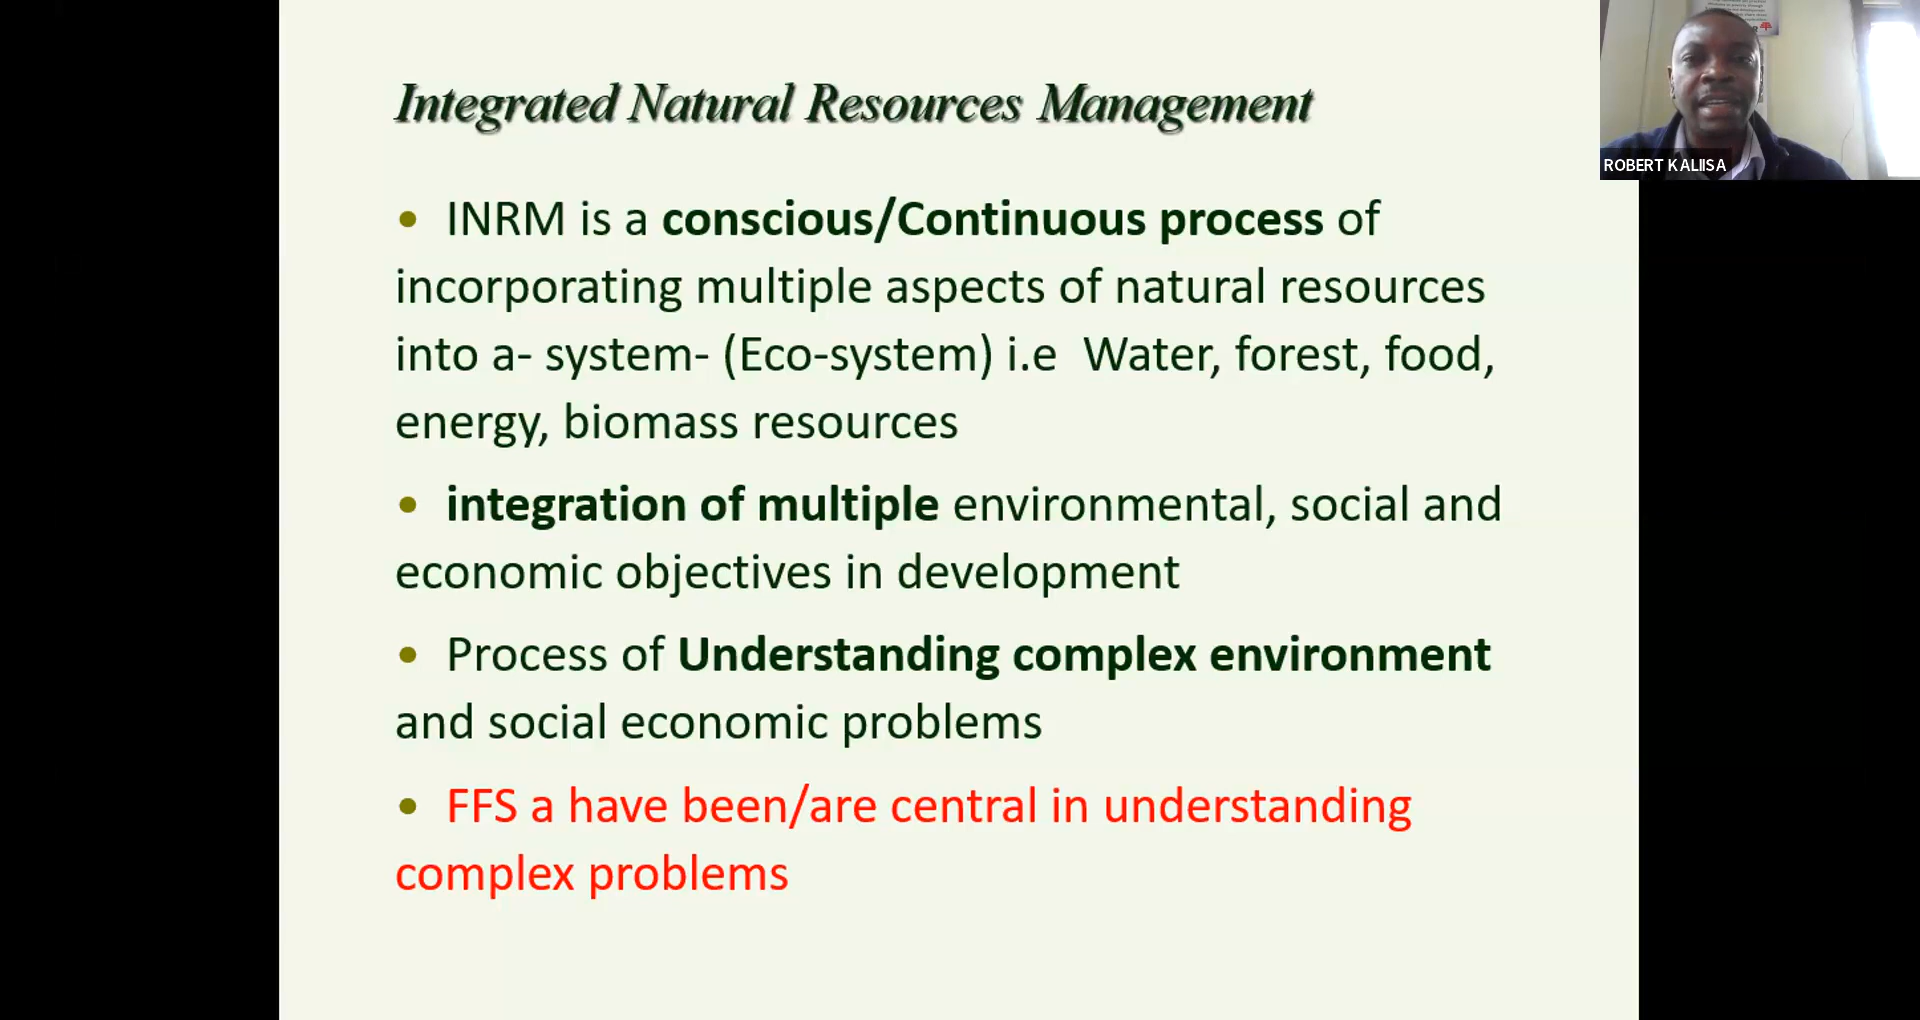 Integrated Natural Resources Management
• INRM is a conscious/Continuous process of
incorporating multiple aspects of natural resources
into a- system- (Eco-system) i.e  Water, forest, food,
energy, biomass resources
• integration of multiple environmental, social and
economic objectives in development
• Process of Understanding complex environment
and social economic problems
• FFS a have been/are central in understanding
complex problems
ROBERT KALIISA